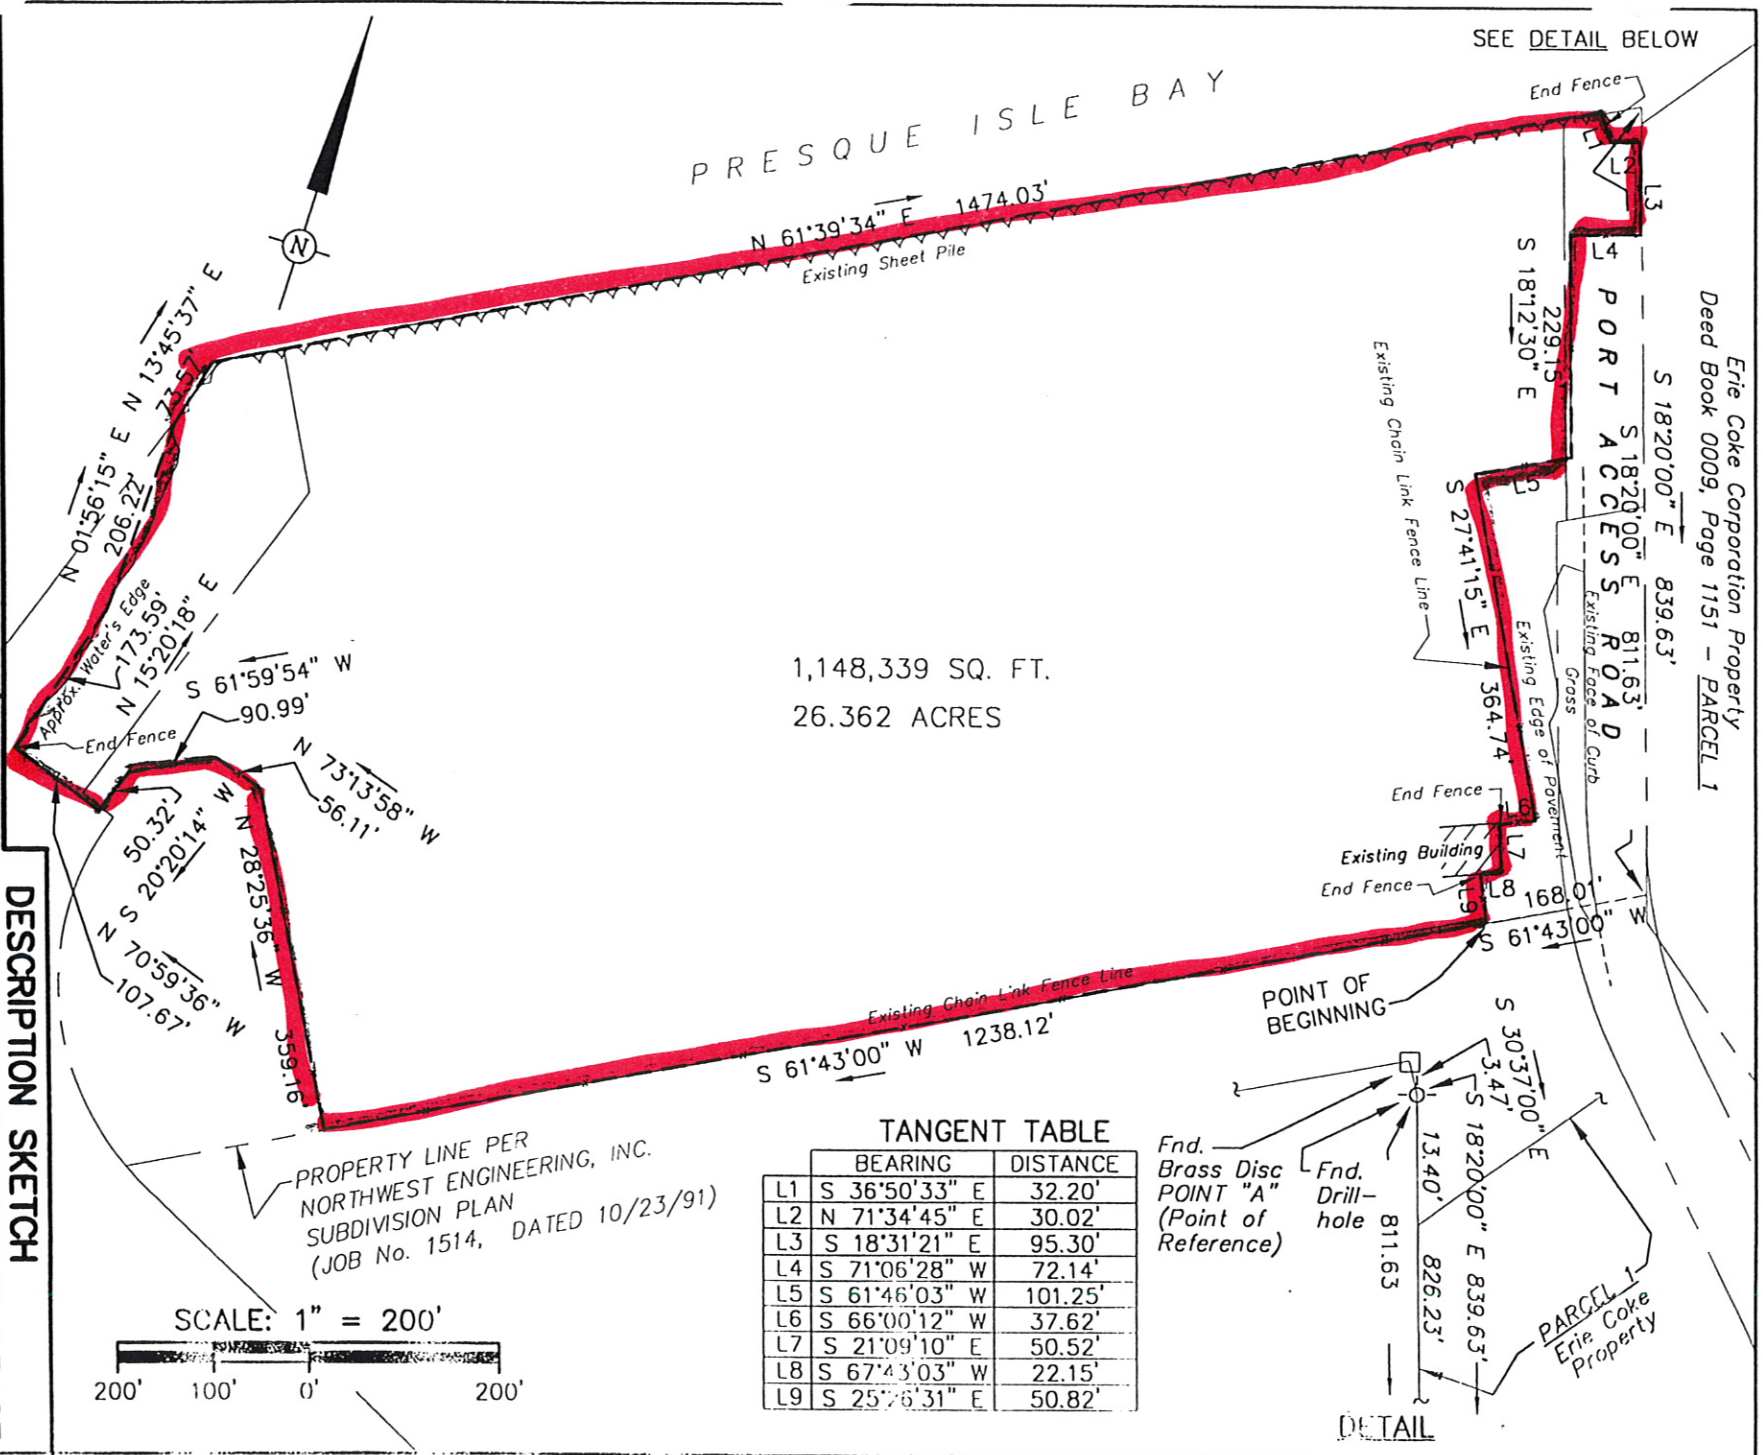 SEE DETAIL BELOW
End Fence
PRESQUE ISLE BAY
N 61°39'34" E 1474.03'
Existing Sheet Pile
N
L1
L2
L3
L4
S 18°12'30" E
229.15'
PORT ACCESS ROAD
S 18°20'00" E 811.63'
S 18°20'00" E 839.63'
Erie Coke Corporation Property
Deed Book 0009, Page 1151 - PARCEL 1
N 13°45'37" E
73.57'
N 01°56'15" E
206.22'
Approx. Water's Edge
173.59'
N 15°20'18" E
Existing Chain Link Fence Line
L5
S 27°41'15" E 364.74'
Existing Edge of Pavement
Existing Face of Curb
Grass
1,148,339 SQ. FT.
26.362 ACRES
S 61°59'54" W
90.99'
End Fence
N 73°13'58" W
56.11'
50.32'
S 20°20'14" W
N 70°59'36" W
107.67'
N 28°25'36" W 359.16'
End Fence
L6
L7
Existing Building
End Fence
L8
L9
168.01'
S 61°43'00" W
POINT OF
BEGINNING
Existing Chain Link Fence Line
S 61°43'00" W 1238.12'
PROPERTY LINE PER
NORTHWEST ENGINEERING, INC.
SUBDIVISION PLAN
(JOB No. 1514, DATED 10/23/91)
DESCRIPTION SKETCH
SCALE: 1" = 200'
200' 100' 0' 200'
TANGENT TABLE
BEARING DISTANCE
L1 S 36°50'33" E 32.20'
L2 N 71°34'45" E 30.02'
L3 S 18°31'21" E 95.30'
L4 S 71°06'28" W 72.14'
L5 S 61°46'03" W 101.25'
L6 S 66°00'12" W 37.62'
L7 S 21°09'10" E 50.52'
L8 S 67°43'03" W 22.15'
L9 S E 50.82'
S 30°37'00" E
3.47'
Fnd.
Brass Disc
POINT "A"
(Point of
Reference)
Fnd.
Drill-
hole
811.63
13.40'
826.23'
S 18°20'00" E 839.63'
PARCEL 1
Erie Coke
Property
DETAIL